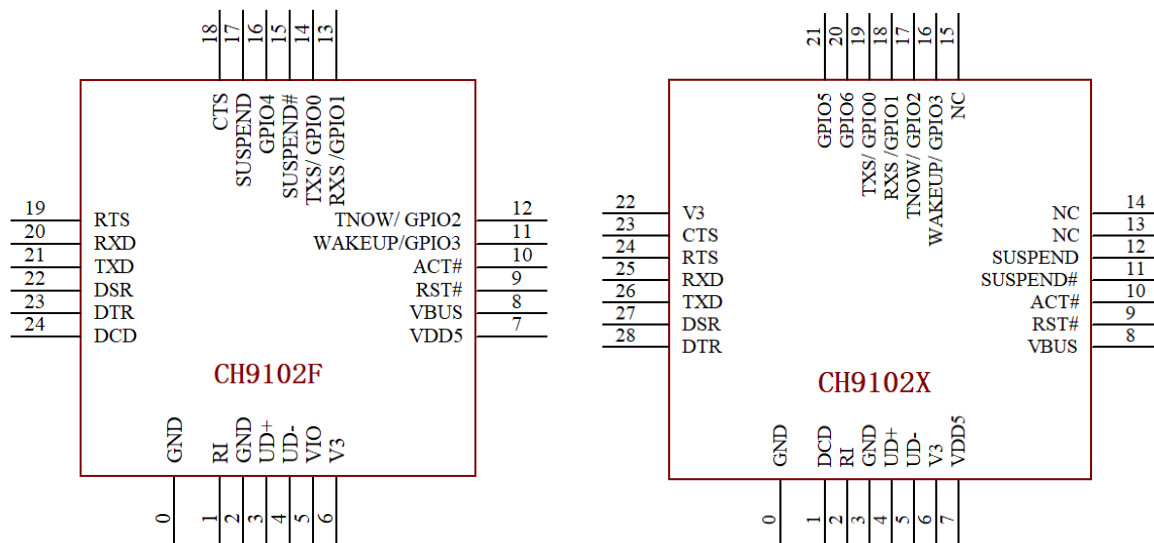 18
17
16
15
14
13
CTS
SUSPEND
GPIO4
SUSPEND#
TXS/ GPIO0
RXS /GPIO1
19 RTS
20 RXD
21 TXD
22 DSR
23 DTR
24 DCD
TNOW/ GPIO2 12
WAKEUP/GPIO3 11
ACT# 10
RST# 9
VBUS 8
VDD5 7
CH9102F
GND
RI
GND
UD+
UD-
VIO
V3
0
1
2
3
4
5
6
21
20
19
18
17
16
15
GPIO5
GPIO6
TXS/ GPIO0
RXS /GPIO1
TNOW/ GPIO2
WAKEUP/ GPIO3
NC
22 V3
23 CTS
24 RTS
25 RXD
26 TXD
27 DSR
28 DTR
NC 14
NC 13
SUSPEND 12
SUSPEND# 11
ACT# 10
RST# 9
VBUS 8
CH9102X
GND
DCD
RI
GND
UD+
UD-
V3
VDD5
0
1
2
3
4
5
6
7